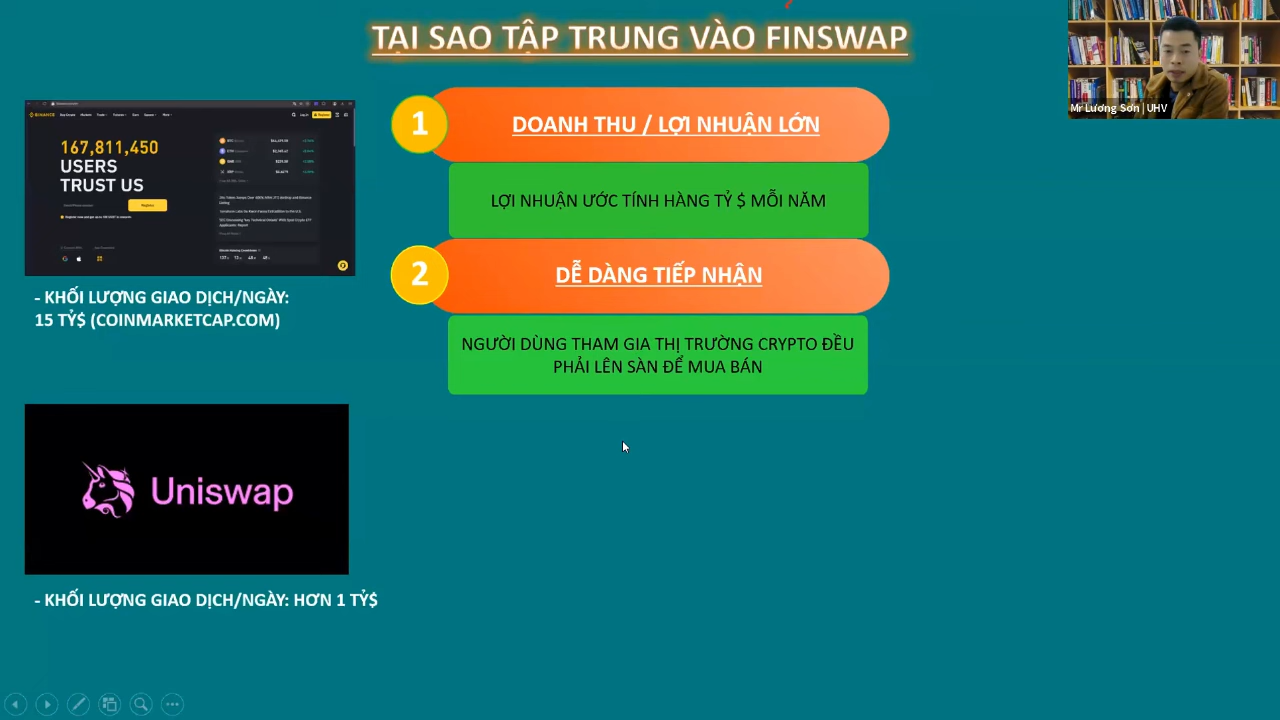 TẠI SAO TẬP TRUNG VÀO FINSWAP
Mr Lương Sơn | UHV
BINANCE
167,811,450
USERS
TRUST US
Register
1
DOANH THU / LỢI NHUẬN LỚN
LỢI NHUẬN ƯỚC TÍNH HÀNG TỶ $ MỖI NĂM
2
DỄ DÀNG TIẾP NHẬN
NGƯỜI DÙNG THAM GIA THỊ TRƯỜNG CRYPTO ĐỀU
PHẢI LÊN SÀN ĐỂ MUA BÁN
- KHỐI LƯỢNG GIAO DỊCH/NGÀY:
15 TỶ$ (COINMARKETCAP.COM)
Uniswap
- KHỐI LƯỢNG GIAO DỊCH/NGÀY: HƠN 1 TỶ$